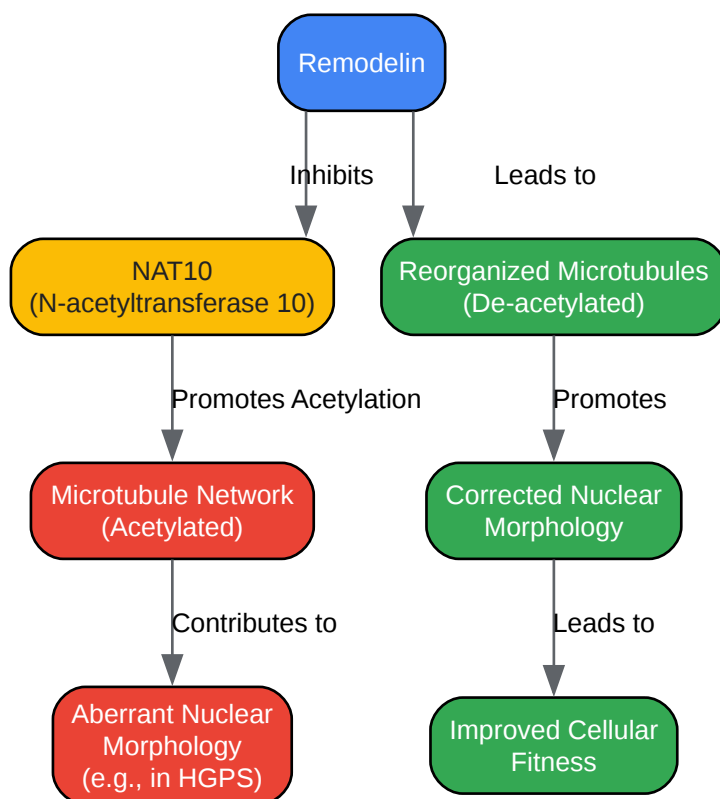 Remodelin
Inhibits
Leads to
NAT10
(N-acetyltransferase 10)
Reorganized Microtubules
(De-acetylated)
Promotes Acetylation
Promotes
Microtubule Network
(Acetylated)
Corrected Nuclear
Morphology
Contributes to
Leads to
Aberrant Nuclear
Morphology
(e.g., in HGPS)
Improved Cellular
Fitness